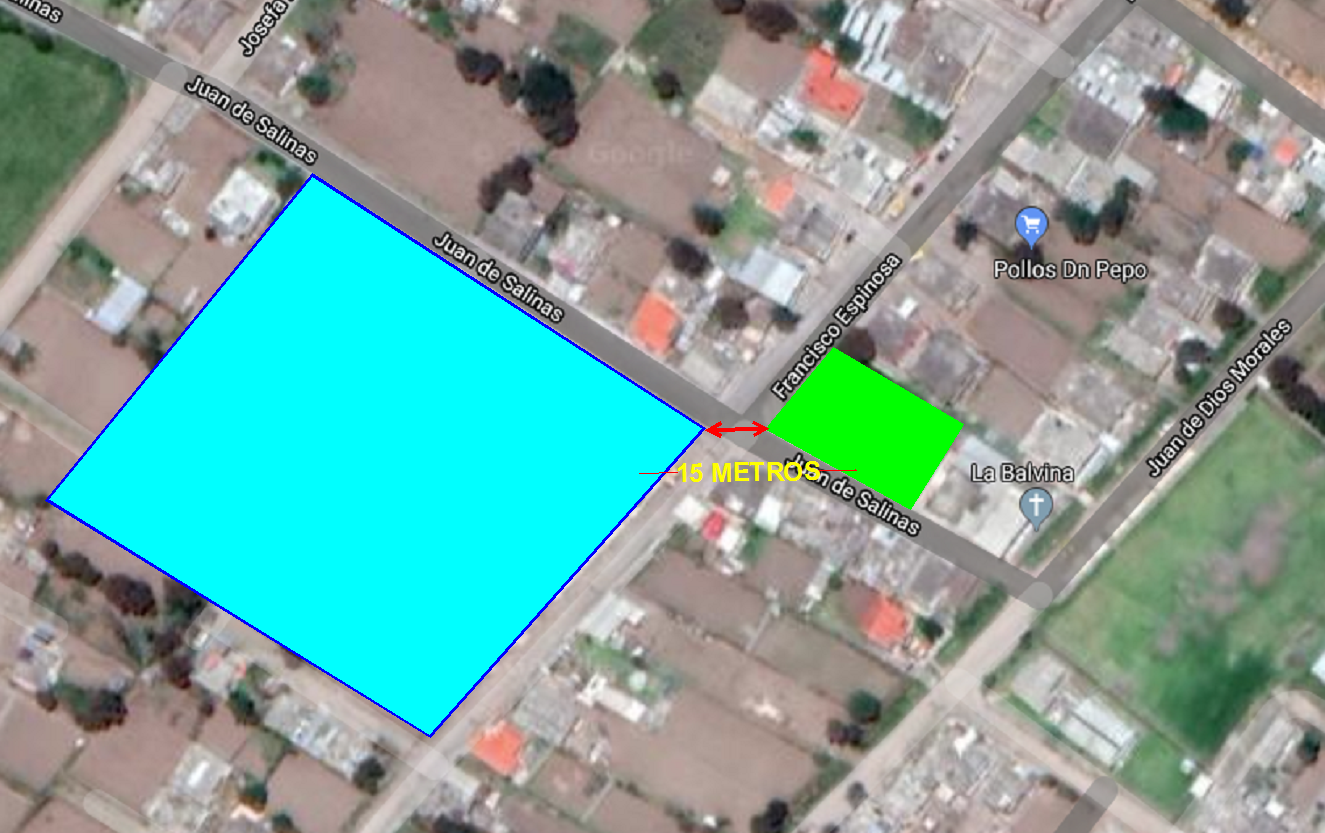 linas
Josefa
Juan de Salinas
Google
Juan de Salinas
Francisco Espinosa
Pollos Dn Pepo
Juan de Dios Morales
15 METROS
Juan de Salinas
La Balvina